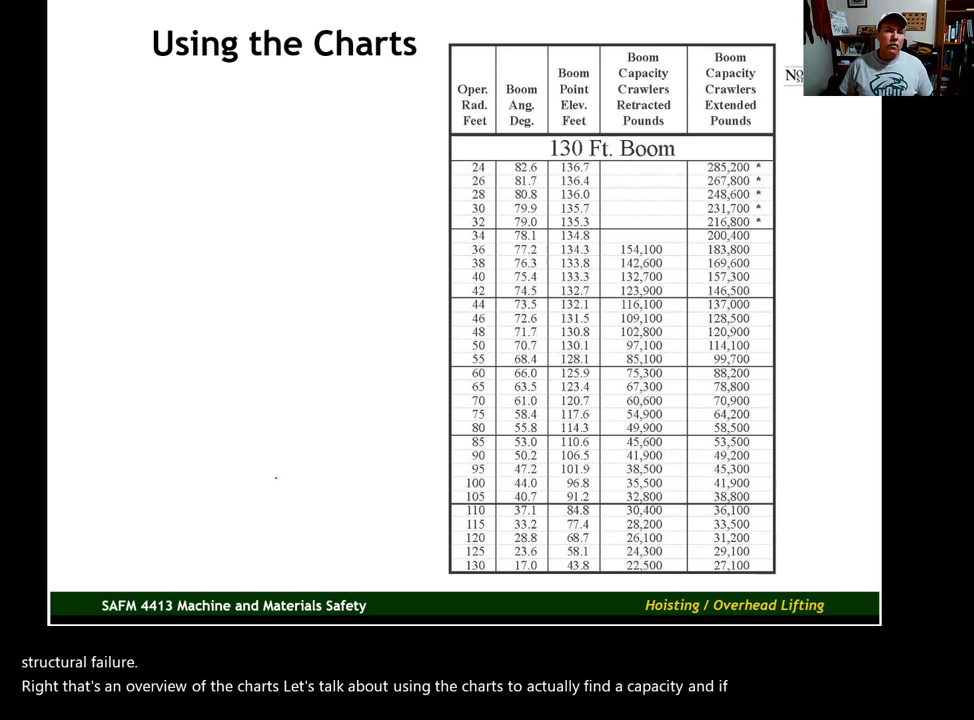 Using the Charts
Oper. Rad. Feet | Boom Ang. Deg. | Boom Point Elev. Feet | Boom Capacity Crawlers Retracted Pounds | Boom Capacity Crawlers Extended Pounds
130 Ft. Boom
24 82.6 136.7 285,200 *
26 81.7 136.4 267,800 *
28 80.8 136.0 248,600 *
30 79.9 135.7 231,700 *
32 79.0 135.3 216,800 *
34 78.1 134.8 200,400
36 77.2 134.3 154,100 183,800
38 76.3 133.8 142,600 169,600
40 75.4 133.3 132,700 157,300
42 74.5 132.7 123,900 146,500
44 73.5 132.1 116,100 137,000
46 72.6 131.5 109,100 128,500
48 71.7 130.8 102,800 120,900
50 70.7 130.1 97,100 114,100
55 68.4 128.1 85,100 99,700
60 66.0 125.9 75,300 88,200
65 63.5 123.4 67,300 78,800
70 61.0 120.7 60,600 70,900
75 58.4 117.6 54,900 64,200
80 55.8 114.3 49,900 58,500
85 53.0 110.6 45,600 53,500
90 50.2 106.5 41,900 49,200
95 47.2 101.9 38,500 45,300
100 44.0 96.8 35,500 41,900
105 40.7 91.2 32,800 38,800
110 37.1 84.8 30,400 36,100
115 33.2 77.4 28,200 33,500
120 28.8 68.7 26,100 31,200
125 23.6 58.1 24,300 29,100
130 17.0 43.8 22,500 27,100
SAFM 4413 Machine and Materials Safety
Hoisting / Overhead Lifting
structural failure.
Right that's an overview of the charts Let's talk about using the charts to actually find a capacity and if